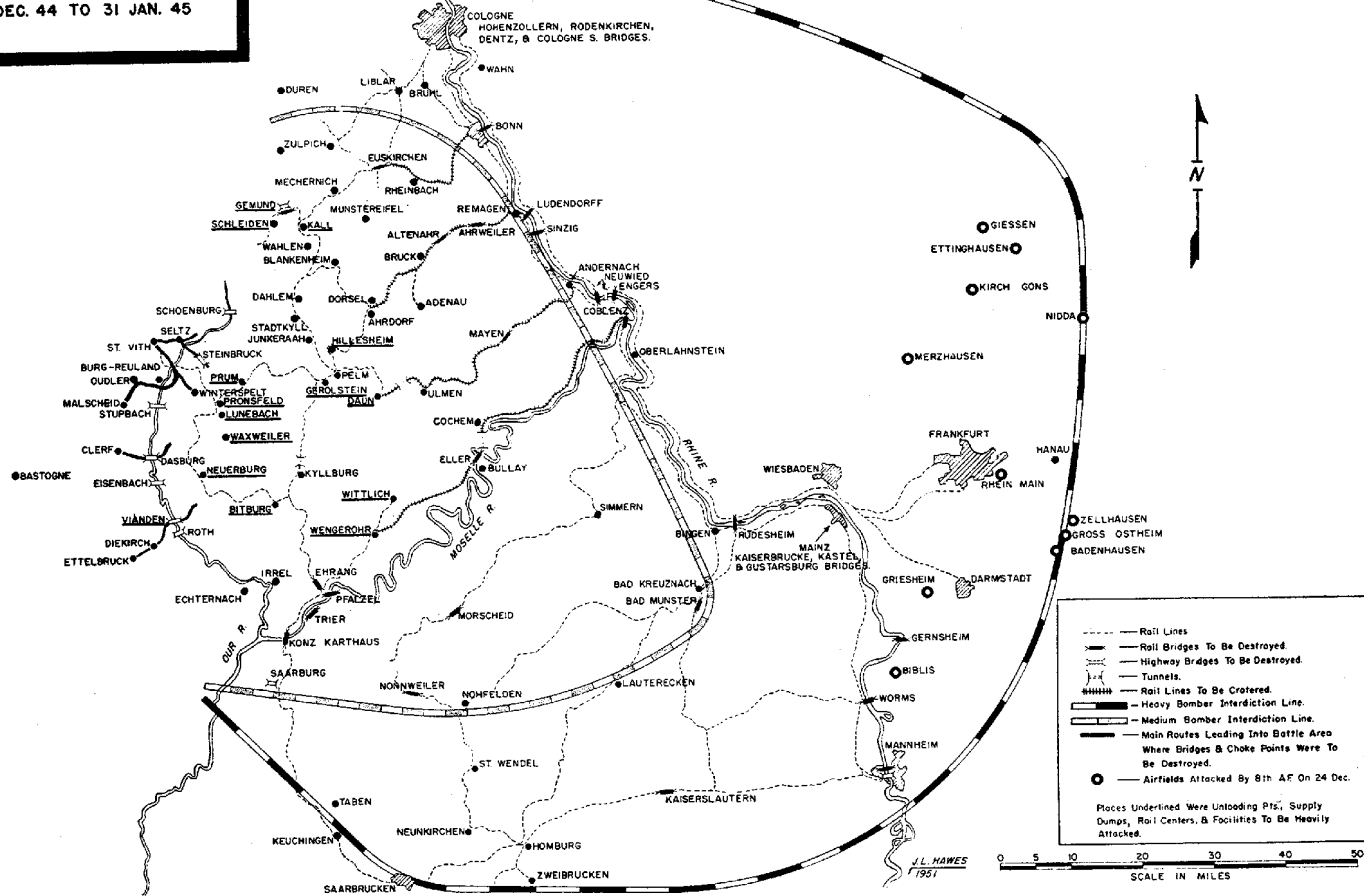 DEC. 44 TO 31 JAN. 45
COLOGNE
HOHENZOLLERN, RODENKIRCHEN,
DENTZ, & COLOGNE S. BRIDGES.
WAHN
LIBLAR
BRUHL
DUREN
BONN
ZULPICH
EUSKIRCHEN
MECHERNICH
RHEINBACH
GEMUND
MUNSTEREIFEL
REMAGEN
LUDENDORFF
SCHLEIDEN
KALL
SINZIG
ALTENAHR
AHRWEILER
WAHLEN
BLANKENHEIM
BRUCK
ANDERNACH
NEUWIED
ENGERS
COBLENZ
DAHLEM
DORSEL
ADENAU
AHRDORF
SCHOENBURG
STADTKYLL
JUNKERAAH
HILLESHEIM
MAYEN
OBERLAHNSTEIN
SELTZ
ST. VITH
STEINBRUCK
BURG-REULAND
OUDLER
PRUM
PELM
GEROLSTEIN
DAUN
ULMEN
WINTERSPELT
PRONSFELD
MALSCHEID
STUPBACH
LUNEBACH
COCHEM
WAXWEILER
CLERF
DASBURG
NEUERBURG
KYLLBURG
ELLER
BULLAY
BASTOGNE
EISENBACH
WITTLICH
BITBURG
SIMMERN
VIANDEN
ROTH
WENGEROHR
MOSELLE R.
RHINE R.
DIEKIRCH
ETTELBRUCK
IRREL
EHRANG
ECHTERNACH
PFALZEL
TRIER
MORSCHEID
KONZ KARTHAUS
OUR R.
SAARBURG
NONNWEILER
NOHFELDEN
LAUTERECKEN
BINGEN
RUDESHEIM
BAD KREUZNACH
BAD MUNSTER
WIESBADEN
MAINZ
KAISERBRUCKE, KASTEL,
& GUSTARSBURG BRIDGES.
FRANKFURT
HANAU
RHEIN MAIN
ZELLHAUSEN
GROSS OSTHEIM
BADENHAUSEN
GRIESHEIM
DARMSTADT
GERNSHEIM
BIBLIS
WORMS
MANNHEIM
GIESSEN
ETTINGHAUSEN
KIRCH GONS
NIDDA
MERZHAUSEN
N
ST. WENDEL
TABEN
KAISERSLAUTERN
KEUCHINGEN
NEUNKIRCHEN
HOMBURG
SAARBRUCKEN
ZWEIBRUCKEN
J.L. HAWES
1951
Rail Lines
Rail Bridges To Be Destroyed.
Highway Bridges To Be Destroyed.
Tunnels.
Rail Lines To Be Cratered.
Heavy Bomber Interdiction Line.
Medium Bomber Interdiction Line.
Main Routes Leading Into Battle Area
Where Bridges & Choke Points Were To
Be Destroyed.
Airfields Attacked By 8th AF On 24 Dec.
Places Underlined Were Unloading Pts., Supply
Dumps, Rail Centers, & Facilities To Be Heavily
Attacked.
0 5 10 20 30 40 50
SCALE IN MILES